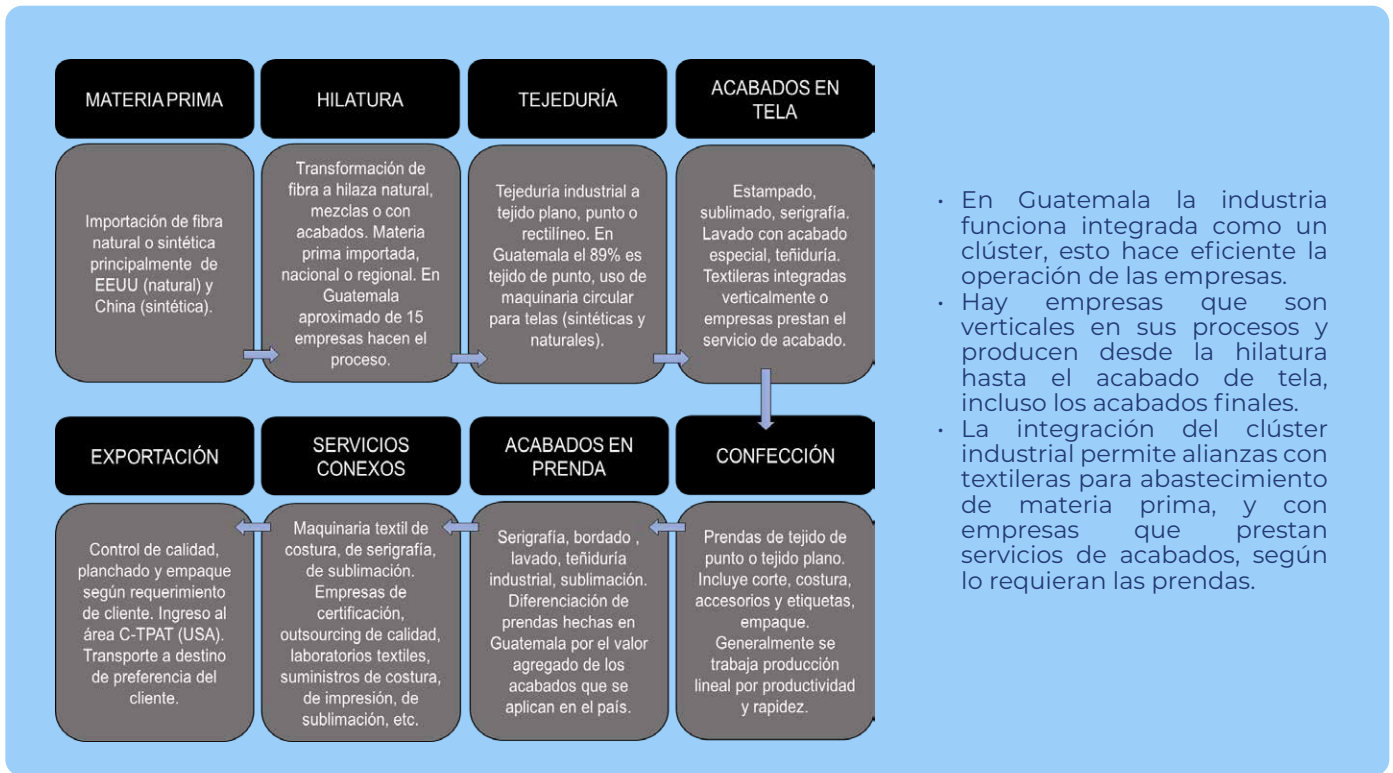 MATERIA PRIMA
Importación de fibra
natural o sintética
principalmente de
EEUU (natural) y
China (sintética).
HILATURA
Transformación de
fibra a hilaza natural,
mezclas o con
acabados. Materia
prima importada,
nacional o regional. En
Guatemala
aproximado de 15
empresas hacen el
proceso.
TEJEDURÍA
Tejeduría industrial a
tejido plano, punto o
rectilíneo. En
Guatemala el 89% es
tejido de punto, uso de
maquinaria circular
para telas (sintéticas y
naturales).
ACABADOS EN
TELA
Estampado,
sublimado, serigrafía.
Lavado con acabado
especial, teñiduría.
Textileras integradas
verticalmente o
empresas prestan el
servicio de acabado.
CONFECCIÓN
Prendas de tejido de
punto o tejido plano.
Incluye corte, costura,
accesorios y etiquetas,
empaque.
Generalmente se
trabaja producción
lineal por productividad
y rapidez.
ACABADOS EN
PRENDA
Serigrafía, bordado ,
lavado, teñiduría
industrial, sublimación.
Diferenciación de
prendas hechas en
Guatemala por el valor
agregado de los
acabados que se
aplican en el país.
SERVICIOS
CONEXOS
Maquinaria textil de
costura, de serigrafía,
de sublimación.
Empresas de
certificación,
outsourcing de calidad,
laboratorios textiles,
suministros de costura,
de impresión, de
sublimación, etc.
EXPORTACIÓN
Control de calidad,
planchado y empaque
según requerimiento
de cliente. Ingreso al
área C-TPAT (USA).
Transporte a destino
de preferencia del
cliente.
• En Guatemala la industria
funciona integrada como un
clúster, esto hace eficiente la
operación de las empresas.
• Hay empresas que son
verticales en sus procesos y
producen desde la hilatura
hasta el acabado de tela,
incluso los acabados finales.
• La integración del clúster
industrial permite alianzas con
textileras para abastecimiento
de materia prima, y con
empresas que prestan
servicios de acabados, según
lo requieran las prendas.